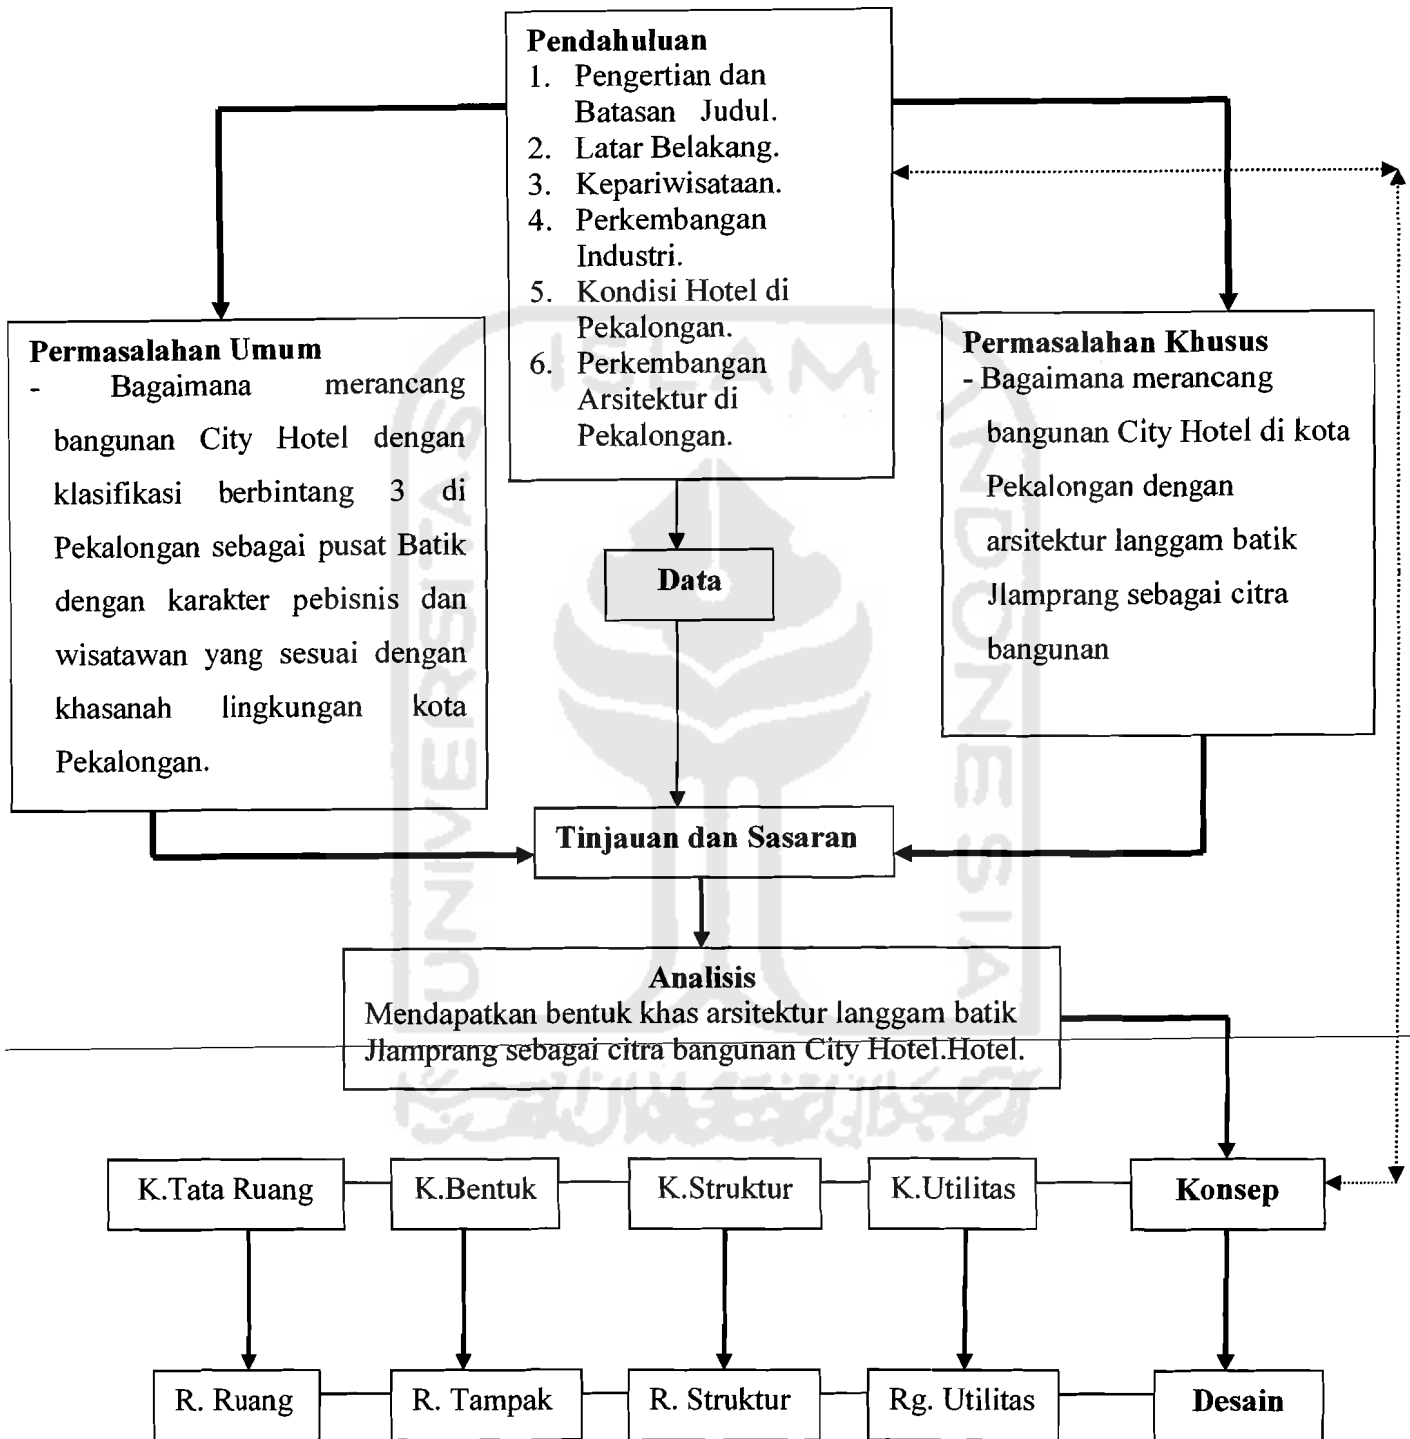 Pendahuluan
1. Pengertian dan
Batasan Judul.
2. Latar Belakang.
3. Kepariwisataan.
4. Perkembangan
Industri.
5. Kondisi Hotel di
Pekalongan.
6. Perkembangan
Arsitektur di
Pekalongan.
Permasalahan Umum
- Bagaimana merancang
bangunan City Hotel dengan
klasifikasi berbintang 3 di
Pekalongan sebagai pusat Batik
dengan karakter pebisnis dan
wisatawan yang sesuai dengan
khasanah lingkungan kota
Pekalongan.
Data
Permasalahan Khusus
- Bagaimana merancang
bangunan City Hotel di kota
Pekalongan dengan
arsitektur langgam batik
Jlamprang sebagai citra
bangunan
Tinjauan dan Sasaran
Analisis
Mendapatkan bentuk khas arsitektur langgam batik
Jlamprang sebagai citra bangunan City Hotel.Hotel.
K.Tata Ruang
K.Bentuk
K.Struktur
K.Utilitas
Konsep
R. Ruang
R. Tampak
R. Struktur
Rg. Utilitas
Desain
UNIVERSITAS
ISLAM
INDONESIA